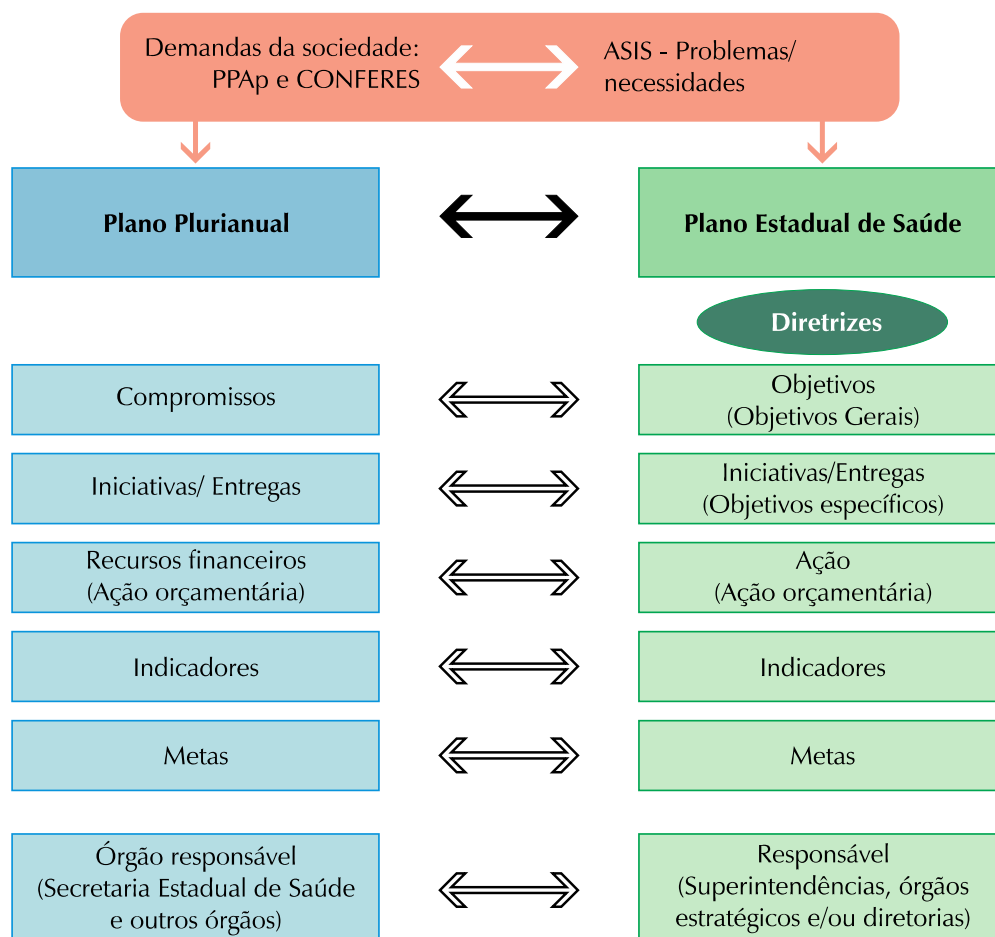 Demandas da sociedade:
PPAp e CONFERES
ASIS - Problemas/
necessidades
Plano Plurianual
Plano Estadual de Saúde
Diretrizes
Compromissos
Objetivos
(Objetivos Gerais)
Iniciativas/ Entregas
Iniciativas/Entregas
(Objetivos específicos)
Recursos financeiros
(Ação orçamentária)
Ação
(Ação orçamentária)
Indicadores
Indicadores
Metas
Metas
Órgão responsável
(Secretaria Estadual de Saúde
e outros órgãos)
Responsável
(Superintendências, órgãos
estratégicos e/ou diretorias)